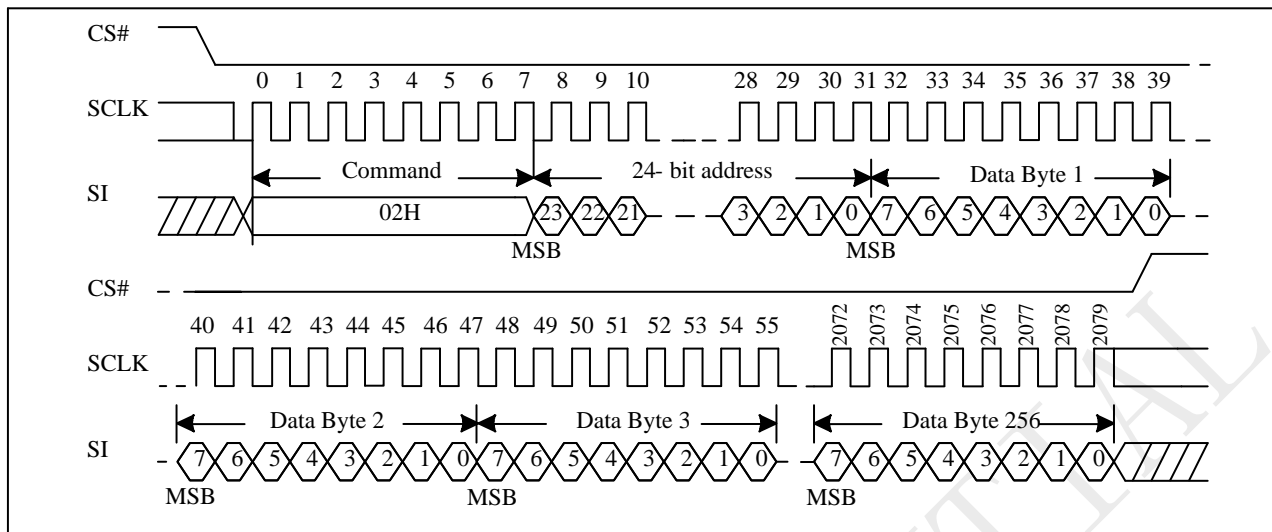 CS#
0 1 2 3 4 5 6 7 8 9 10 28 29 30 31 32 33 34 35 36 37 38 39
SCLK
Command 24- bit address Data Byte 1
SI
02H 23 22 21 3 2 1 0 7 6 5 4 3 2 1 0
MSB MSB
CS#
40 41 42 43 44 45 46 47 48 49 50 51 52 53 54 55 2072 2073 2074 2075 2076 2077 2078 2079
SCLK
Data Byte 2 Data Byte 3 Data Byte 256
SI
7 6 5 4 3 2 1 0 7 6 5 4 3 2 1 0 7 6 5 4 3 2 1 0
MSB MSB MSB